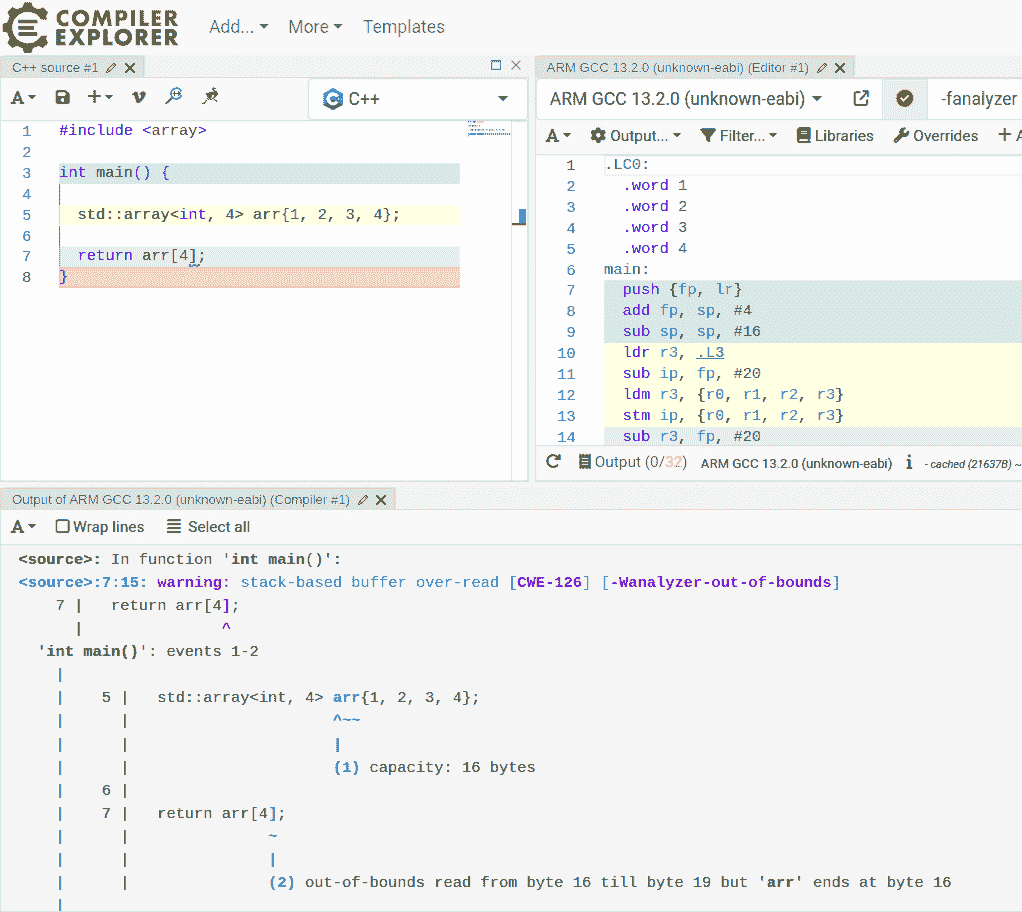 COMPILER
EXPLORER
Add... More Templates
C++ source #1
A
C++
1 #include <array>
2
3 int main() {
4
5 std::array<int, 4> arr{1, 2, 3, 4};
6
7 return arr[4];
8 }
ARM GCC 13.2.0 (unknown-eabi) (Editor #1)
ARM GCC 13.2.0 (unknown-eabi) -fanalyzer
A Output... Filter... Libraries Overrides + A
1 .LC0:
2 .word 1
3 .word 2
4 .word 3
5 .word 4
6 main:
7 push {fp, lr}
8 add fp, sp, #4
9 sub sp, sp, #16
10 ldr r3, .L3
11 sub ip, fp, #20
12 ldm r3, {r0, r1, r2, r3}
13 stm ip, {r0, r1, r2, r3}
14 sub r3, fp, #20
Output (0/32) ARM GCC 13.2.0 (unknown-eabi) i - cached (21637B) ~
Output of ARM GCC 13.2.0 (unknown-eabi) (Compiler #1)
A Wrap lines Select all
<source>: In function 'int main()':
<source>:7:15: warning: stack-based buffer over-read [CWE-126] [-Wanalyzer-out-of-bounds]
7 | return arr[4];
| ^
'int main()': events 1-2
|
| 5 | std::array<int, 4> arr{1, 2, 3, 4};
| | ^~~
| | |
| | (1) capacity: 16 bytes
| 6 |
| 7 | return arr[4];
| | ~
| | |
| | (2) out-of-bounds read from byte 16 till byte 19 but 'arr' ends at byte 16
|